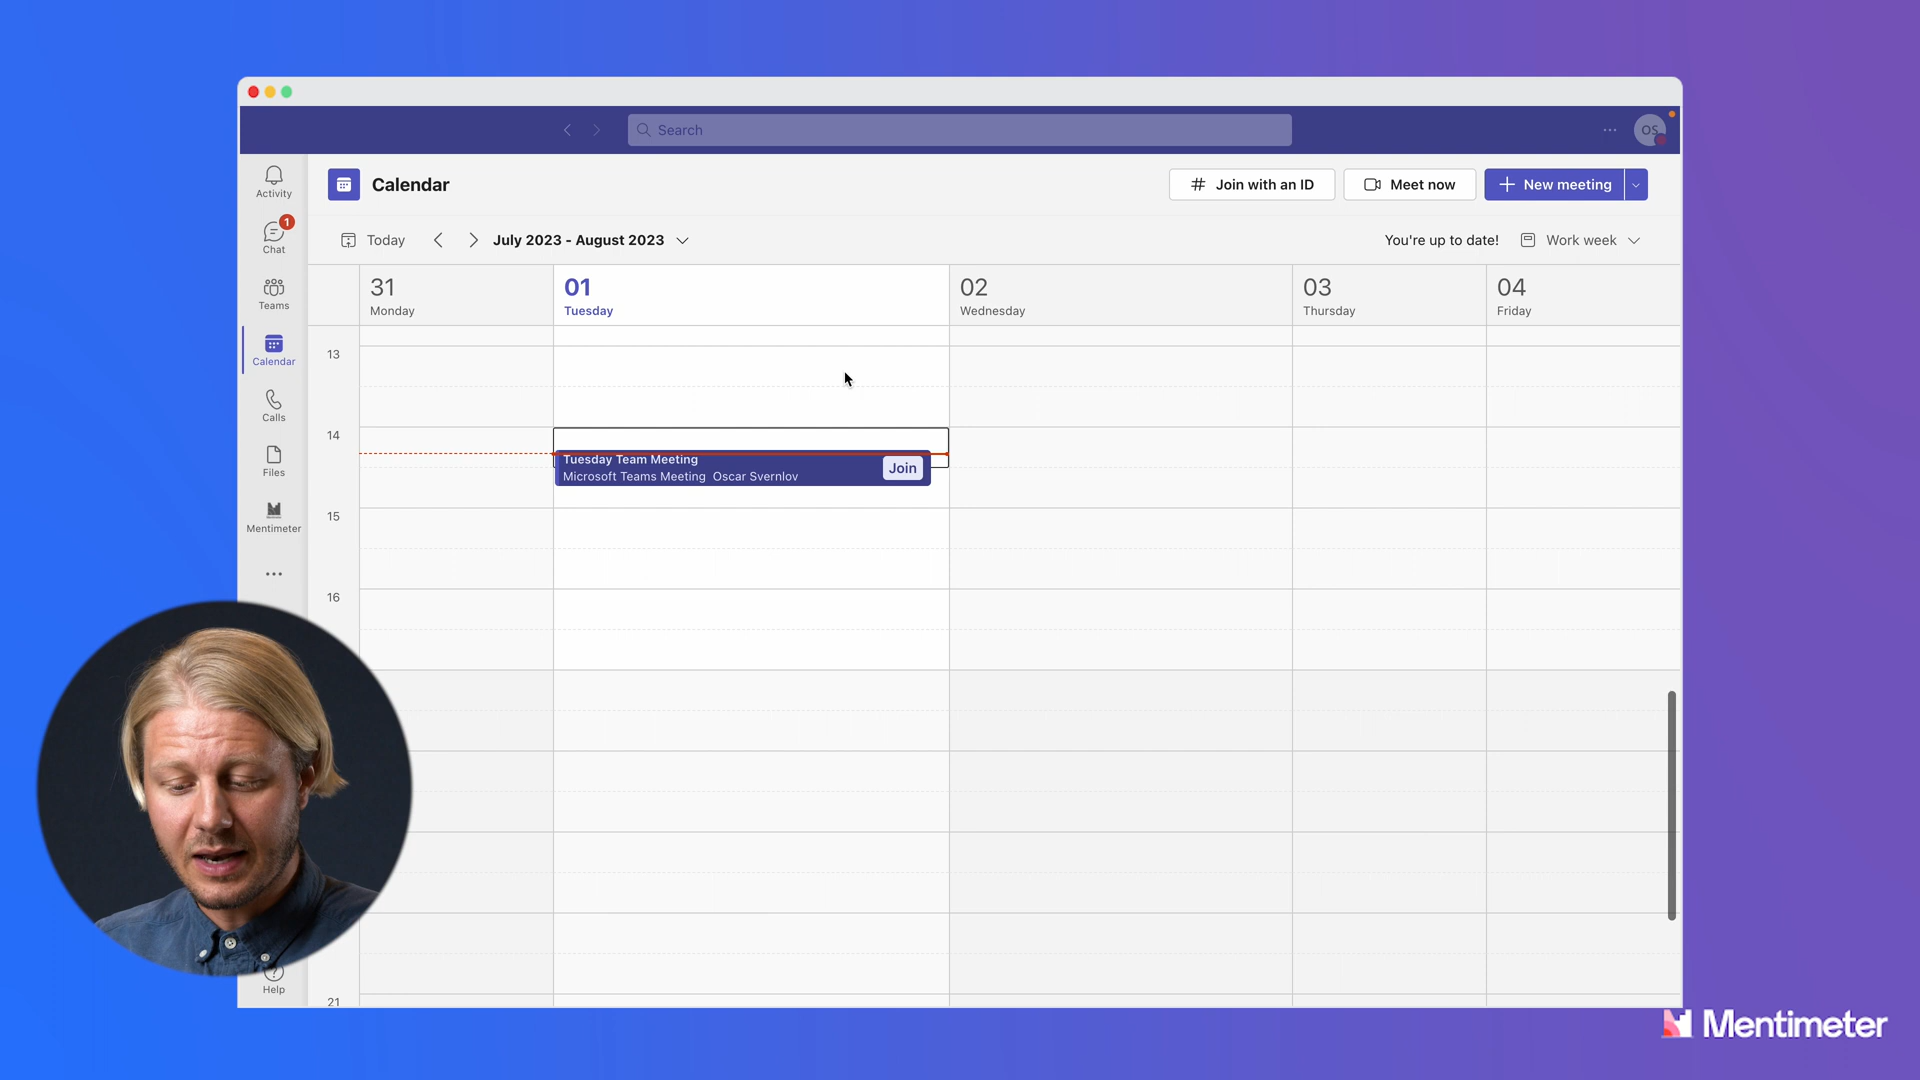 Search
OS
Activity
1
Chat
Teams
Calendar
Calls
Files
Mentimeter
Help
Calendar
Join with an ID
Meet now
New meeting
Today
July 2023 - August 2023
You're up to date!
Work week
31
Monday
01
Tuesday
02
Wednesday
03
Thursday
04
Friday
13
14
Tuesday Team Meeting
Microsoft Teams Meeting Oscar Svernlov
Join
15
16
21
Mentimeter